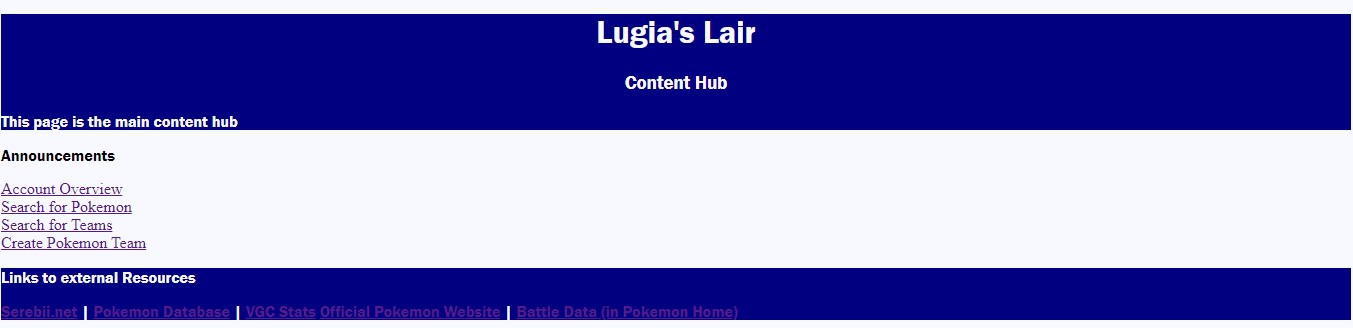 Lugia's Lair
Content Hub
This page is the main content hub
Announcements
Account Overview
Search for Pokemon
Search for Teams
Create Pokemon Team
Links to external Resources
Serebii.net | Pokemon Database | VGC Stats Official Pokemon Website | Battle Data (in Pokemon Home)